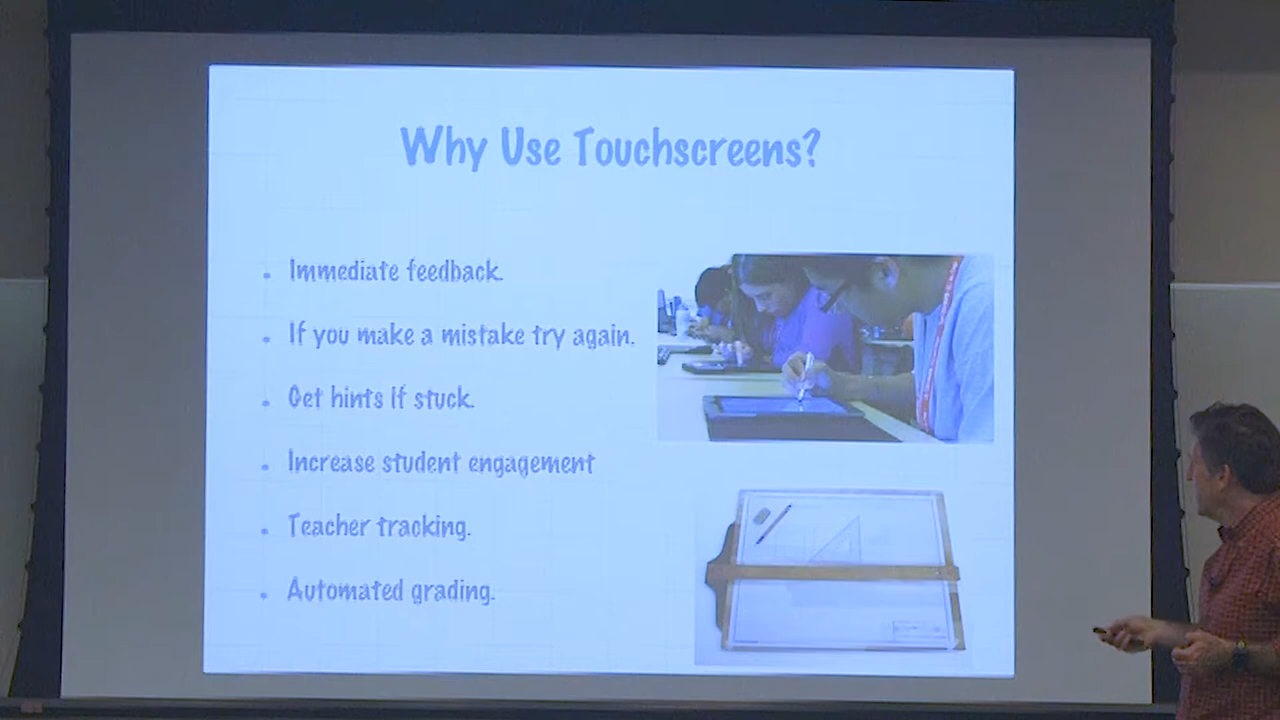 Why Use Touchscreens?
Immediate feedback.
If you make a mistake try again.
Get hints if stuck.
Increase student engagement
Teacher tracking.
Automated grading.